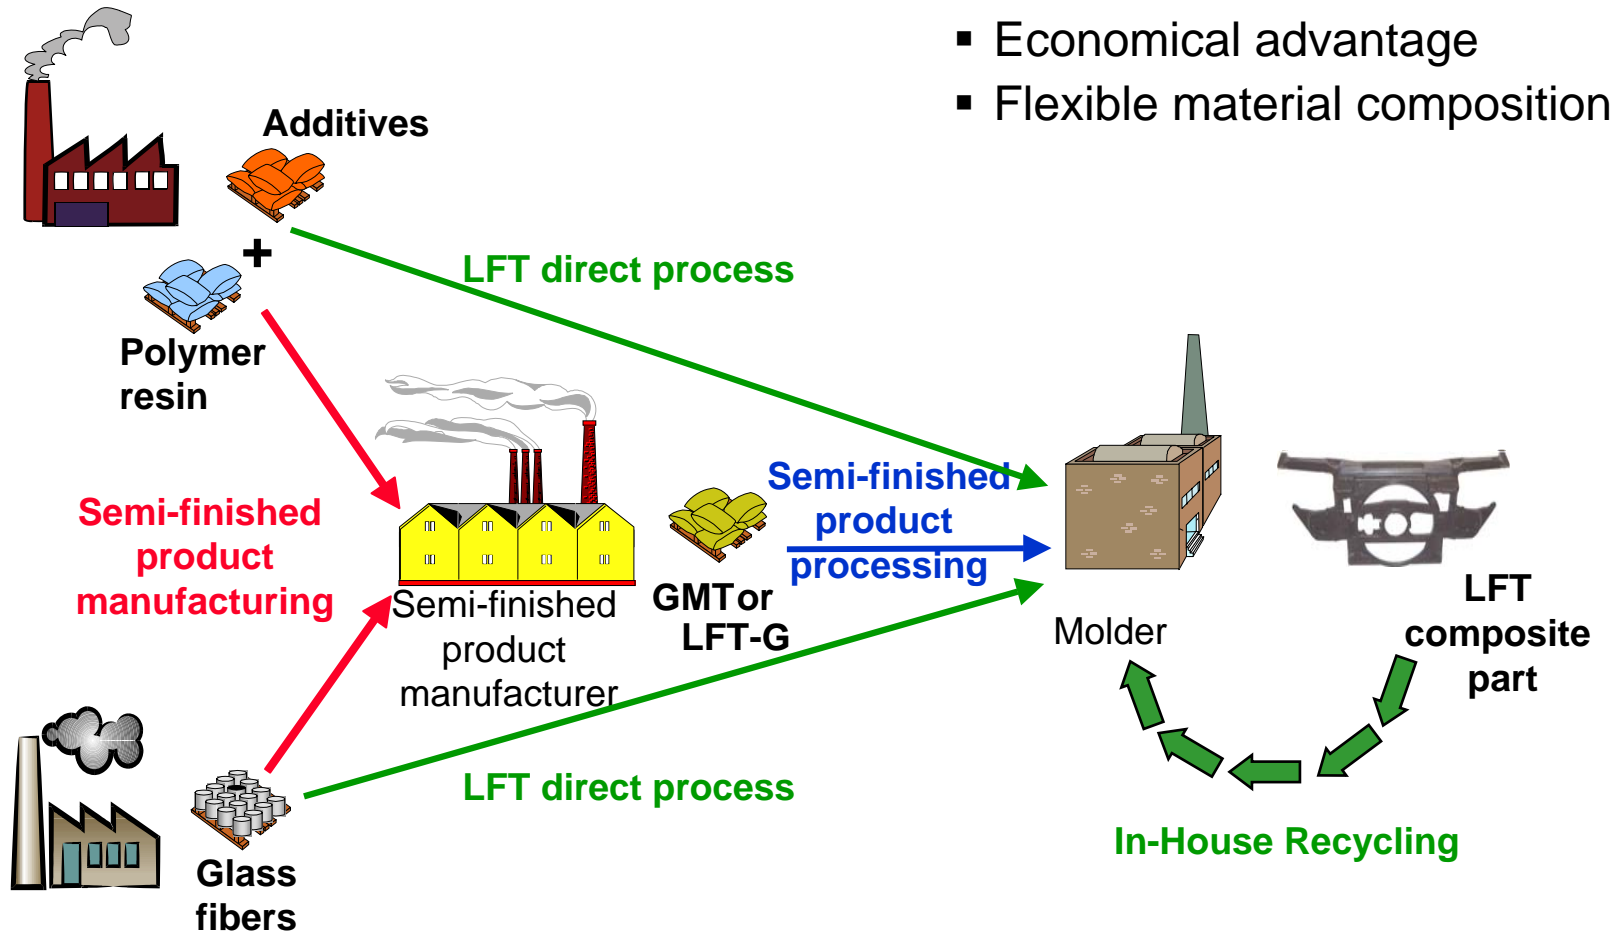 ▪ Economical advantage
▪ Flexible material composition
Additives
+
LFT direct process
Polymer
resin
Semi-finished
product
manufacturing
Semi-finished
product
manufacturer
GMT or
LFT-G
Semi-finished
product
processing
Molder
LFT
composite
part
LFT direct process
In-House Recycling
Glass
fibers